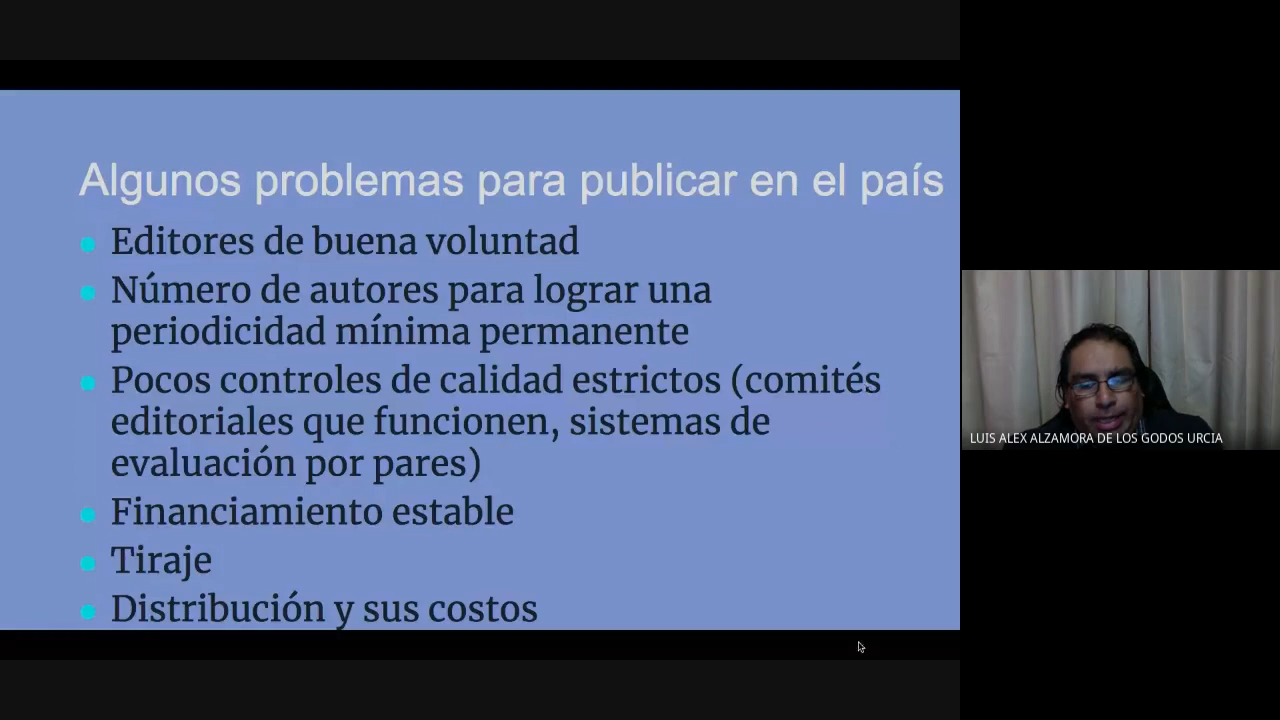 Algunos problemas para publicar en el país
Editores de buena voluntad
Número de autores para lograr una
periodicidad mínima permanente
Pocos controles de calidad estrictos (comités
editoriales que funcionen, sistemas de
evaluación por pares)
Financiamiento estable
Tiraje
Distribución y sus costos
LUIS ALEX ALZAMORA DE LOS GODOS URCIA